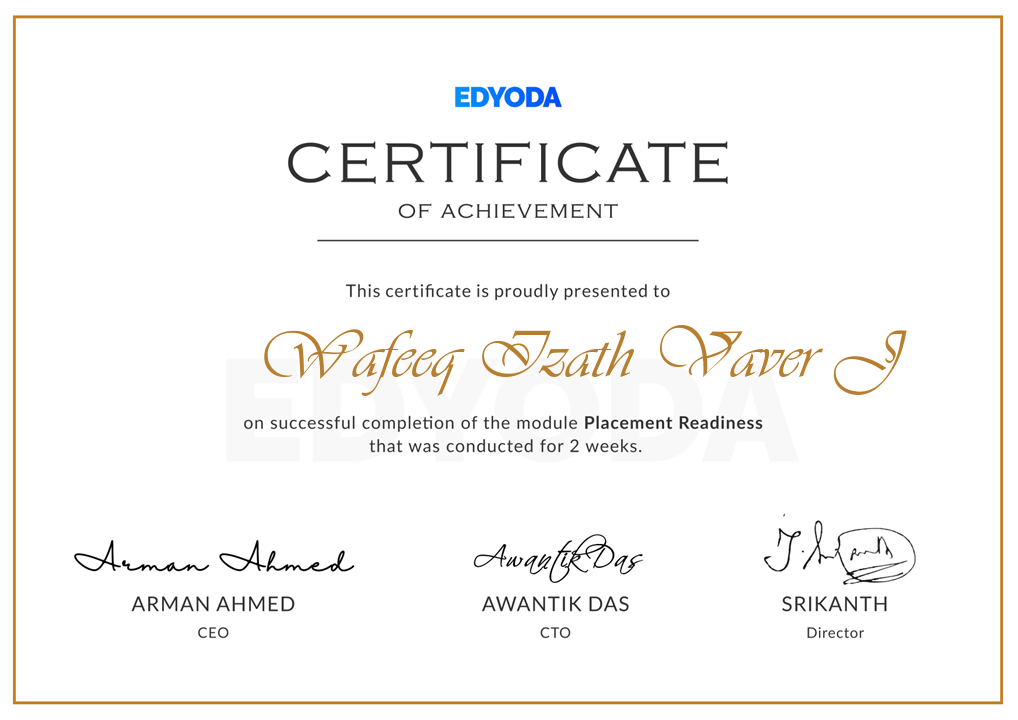 EDYODA
CERTIFICATE
OF ACHIEVEMENT
This certificate is proudly presented to
Wafeeq Izath Yaver J
EDYODA
on successful completion of the module Placement Readiness
that was conducted for 2 weeks.
Arman Ahmed Awantik Das
ARMAN AHMED AWANTIK DAS SRIKANTH
CEO CTO Director